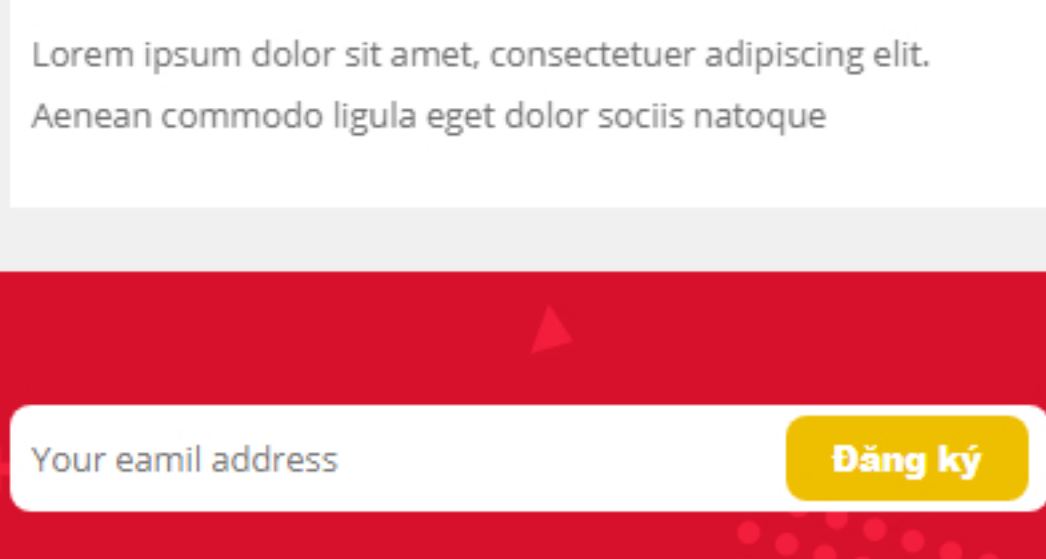 Lorem ipsum dolor sit amet, consectetuer adipiscing elit.
Aenean commodo ligula eget dolor sociis natoque
Your eamil address
Đăng ký